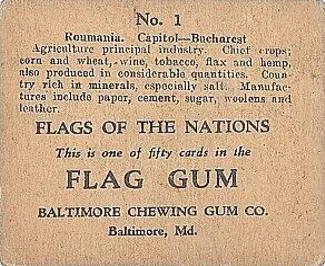 No. 1
Roumania. Capitol—Bucharest
Agriculture principal industry. Chief crops;
corn and wheat, wine, tobacco, flax and hemp,
also produced in considerable quantities. Coun-
try rich in minerals, especially salt. Manufac-
tures include paper, cement, sugar, woolens and
leather.
FLAGS OF THE NATIONS
This is one of fifty cards in the
FLAG GUM
BALTIMORE CHEWING GUM CO.
Baltimore, Md.